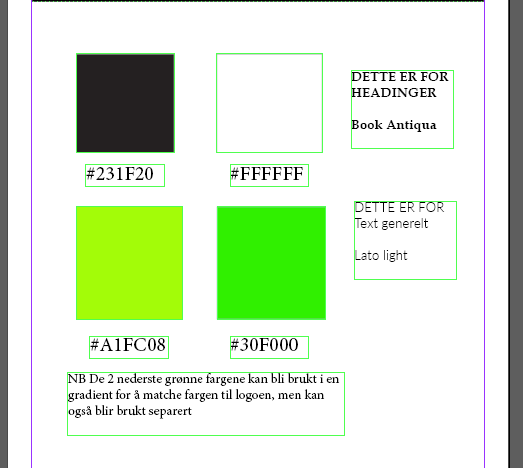 DETTE ER FOR
HEADINGER
Book Antiqua
#231F20
#FFFFFF
DETTE ER FOR
Text generelt
Lato light
#A1FC08
#30F000
NB De 2 nederste grønne fargene kan bli brukt i en
gradient for å matche fargen til logoen, men kan
også blir brukt separert